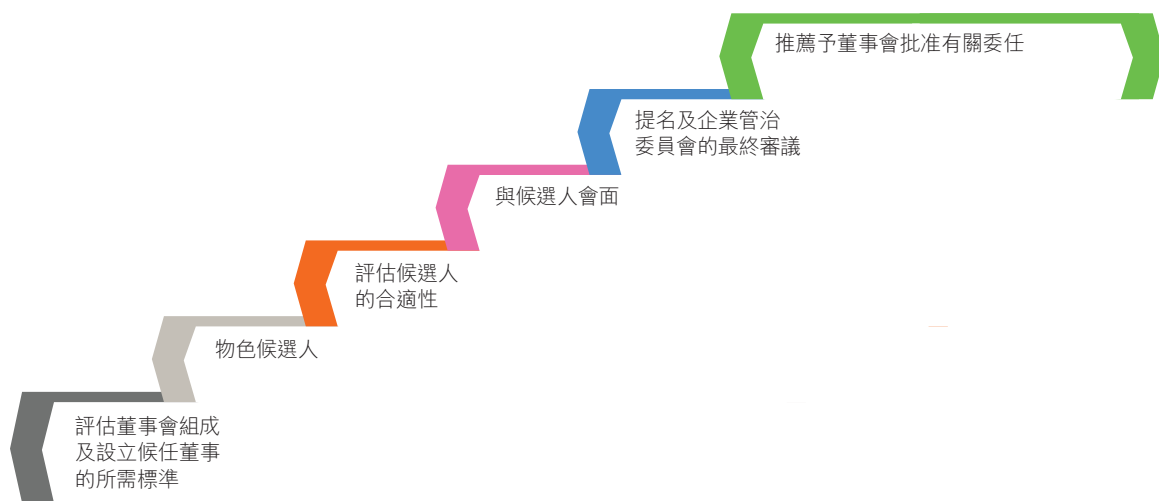 推薦予董事會批准有關委任
提名及企業管治
委員會的最終審議
與候選人會面
評估候選人
的合適性
物色候選人
評估董事會組成
及設立候任董事
的所需標準